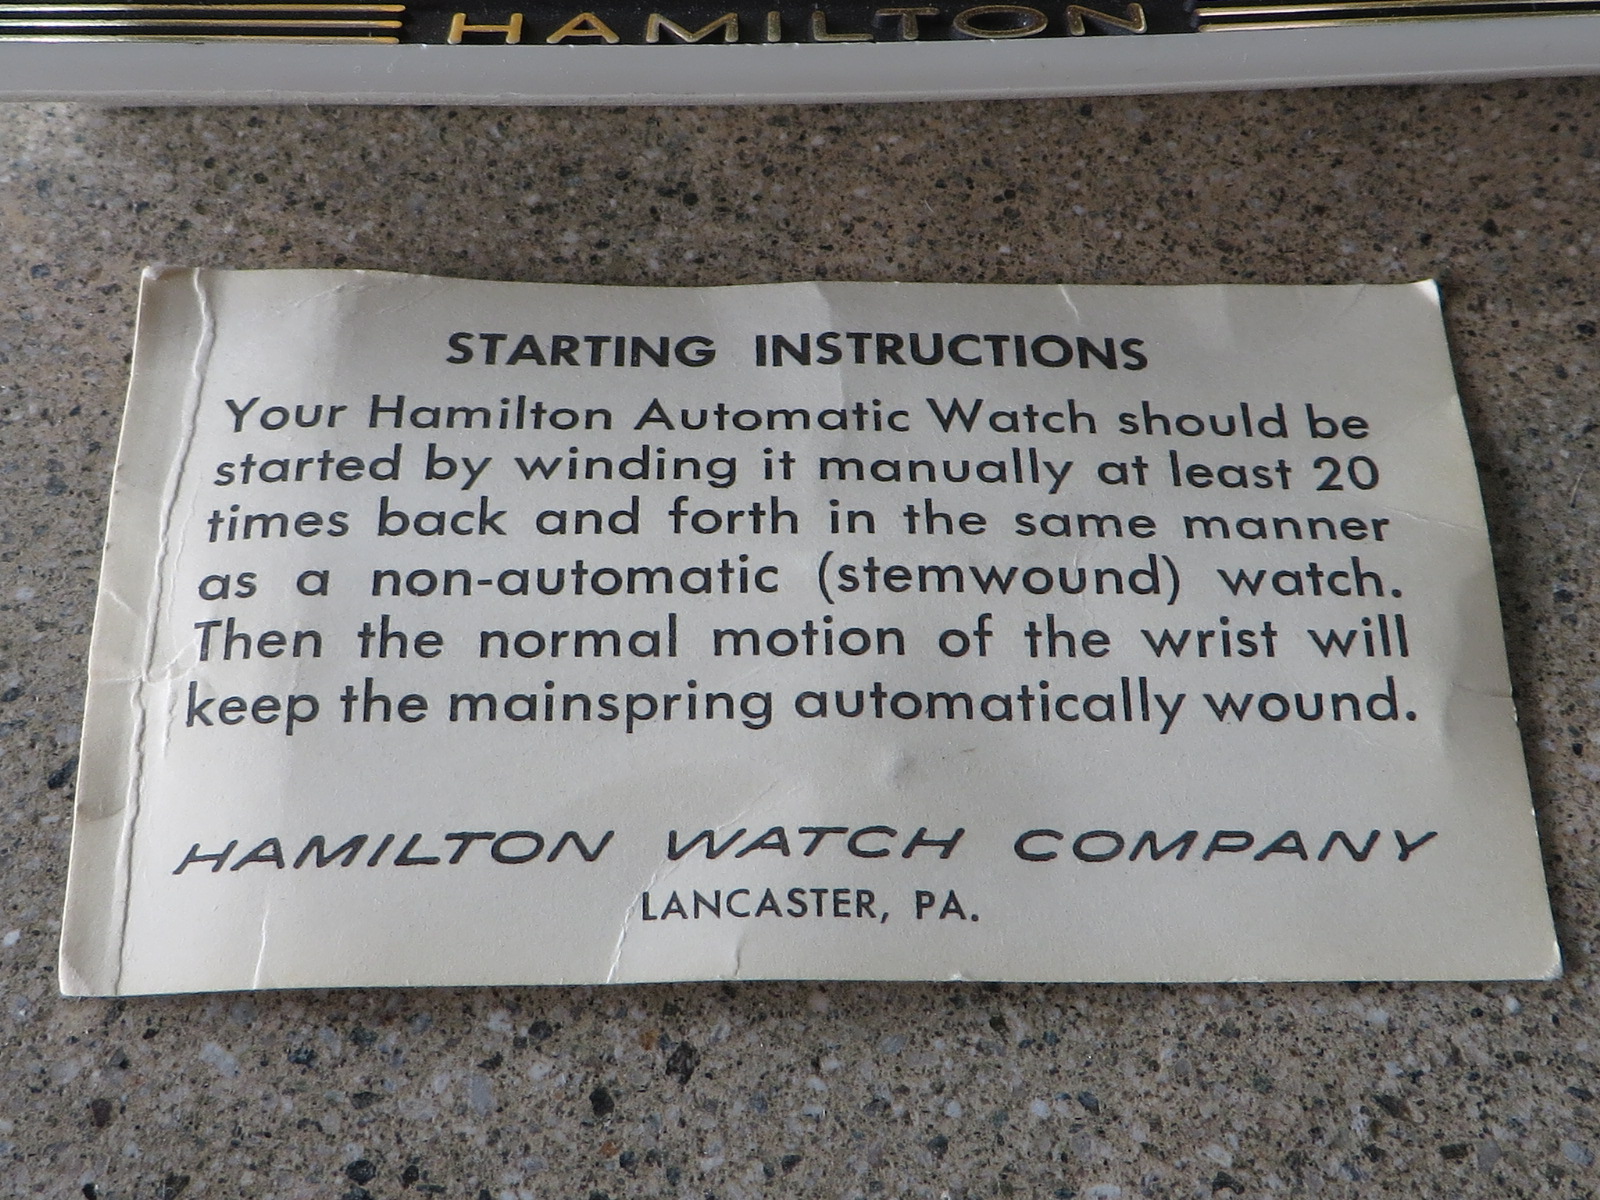 HAMILTON
STARTING INSTRUCTIONS
Your Hamilton Automatic Watch should be
started by winding it manually at least 20
times back and forth in the same manner
as a non-automatic (stemwound) watch.
Then the normal motion of the wrist will
keep the mainspring automatically wound.
HAMILTON WATCH COMPANY
LANCASTER, PA.